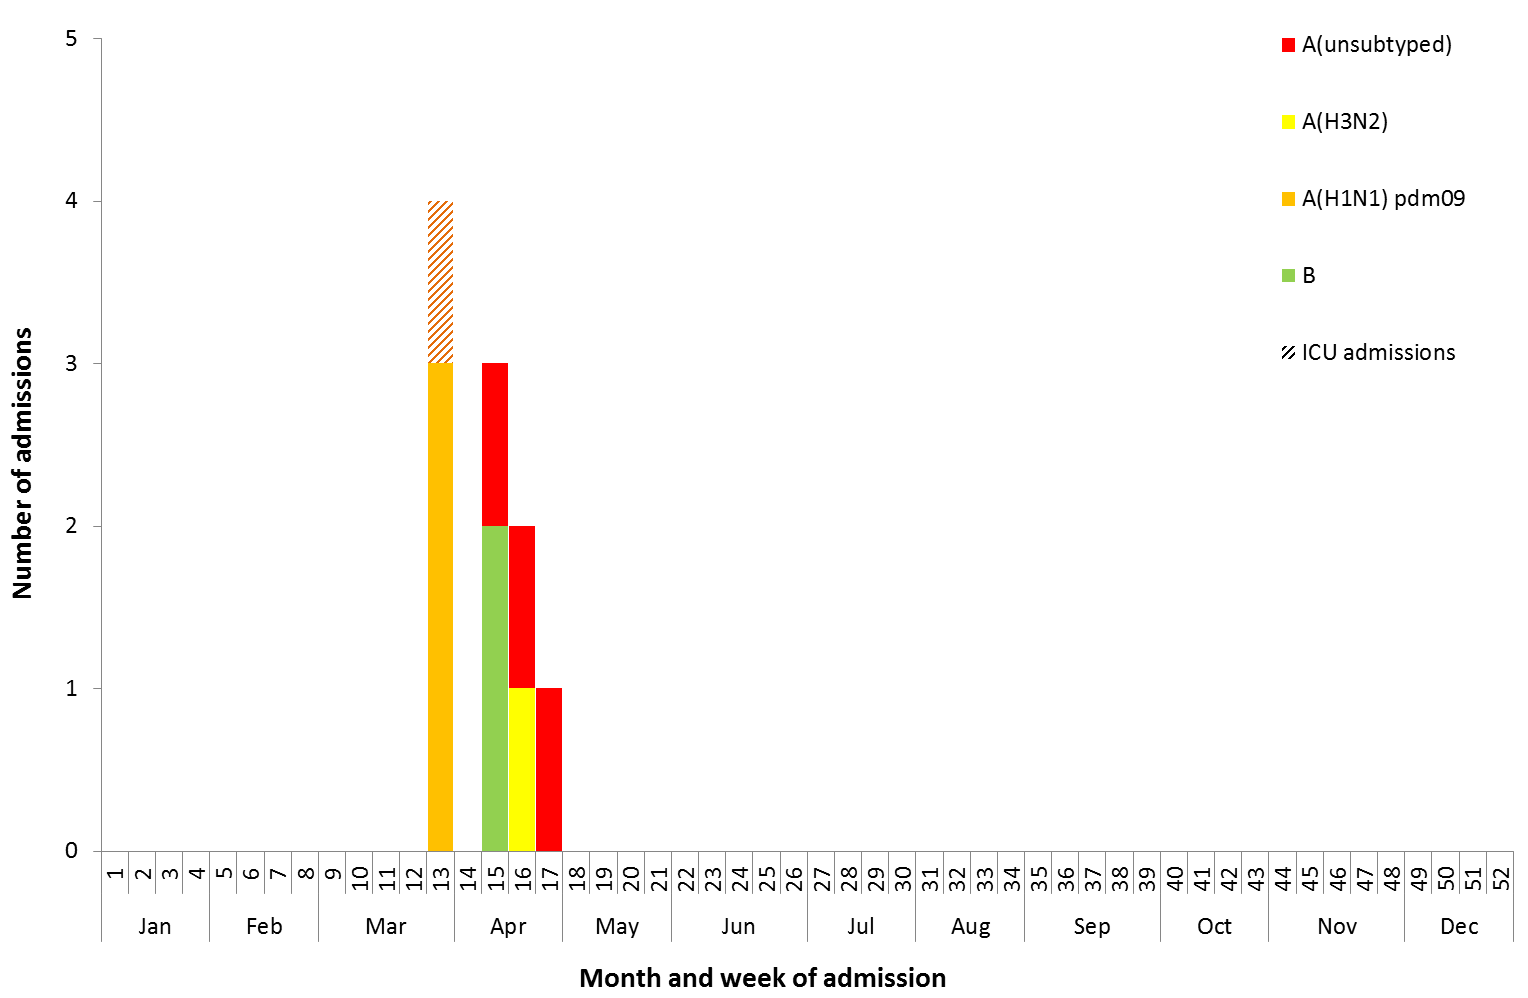 5
4
3
2
1
0
Number of admissions
A(unsubtyped)
A(H3N2)
A(H1N1) pdm09
B
ICU admissions
1 2 3 4 5 6 7 8 9 10 11 12 13 14 15 16 17 18 19 20 21 22 23 24 25 26 27 28 29 30 31 32 33 34 35 36 37 38 39 40 41 42 43 44 45 46 47 48 49 50 51 52
Jan Feb Mar Apr May Jun Jul Aug Sep Oct Nov Dec
Month and week of admission